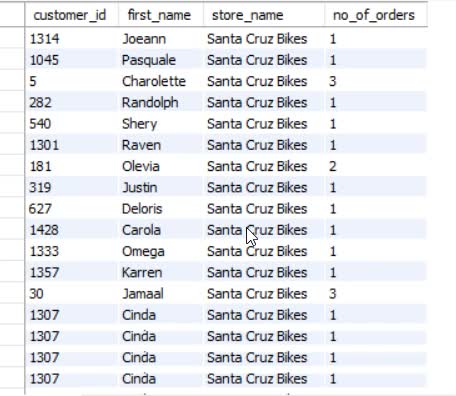 customer_id first_name store_name no_of_orders
1314 Joeann Santa Cruz Bikes 1
1045 Pasquale Santa Cruz Bikes 1
5 Charolette Santa Cruz Bikes 3
282 Randolph Santa Cruz Bikes 1
540 Shery Santa Cruz Bikes 1
1301 Raven Santa Cruz Bikes 1
181 Olevia Santa Cruz Bikes 2
319 Justin Santa Cruz Bikes 1
627 Deloris Santa Cruz Bikes 1
1428 Carola Santa Cruz Bikes 1
1333 Omega Santa Cruz Bikes 1
1357 Karren Santa Cruz Bikes 1
30 Jamaal Santa Cruz Bikes 3
1307 Cinda Santa Cruz Bikes 1
1307 Cinda Santa Cruz Bikes 1
1307 Cinda Santa Cruz Bikes 1
1307 Cinda Santa Cruz Bikes 1